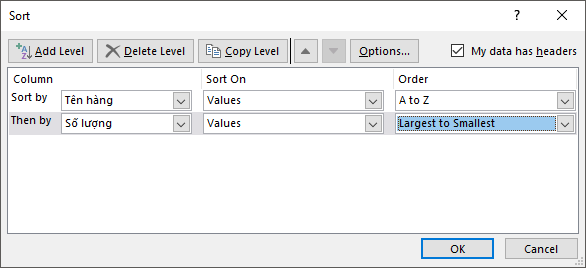 Sort ? ×
Add Level Delete Level Copy Level Options... My data has headers
Column Sort On Order
Sort by Tên hàng Values A to Z
Then by Số lượng Values Largest to Smallest
OK Cancel